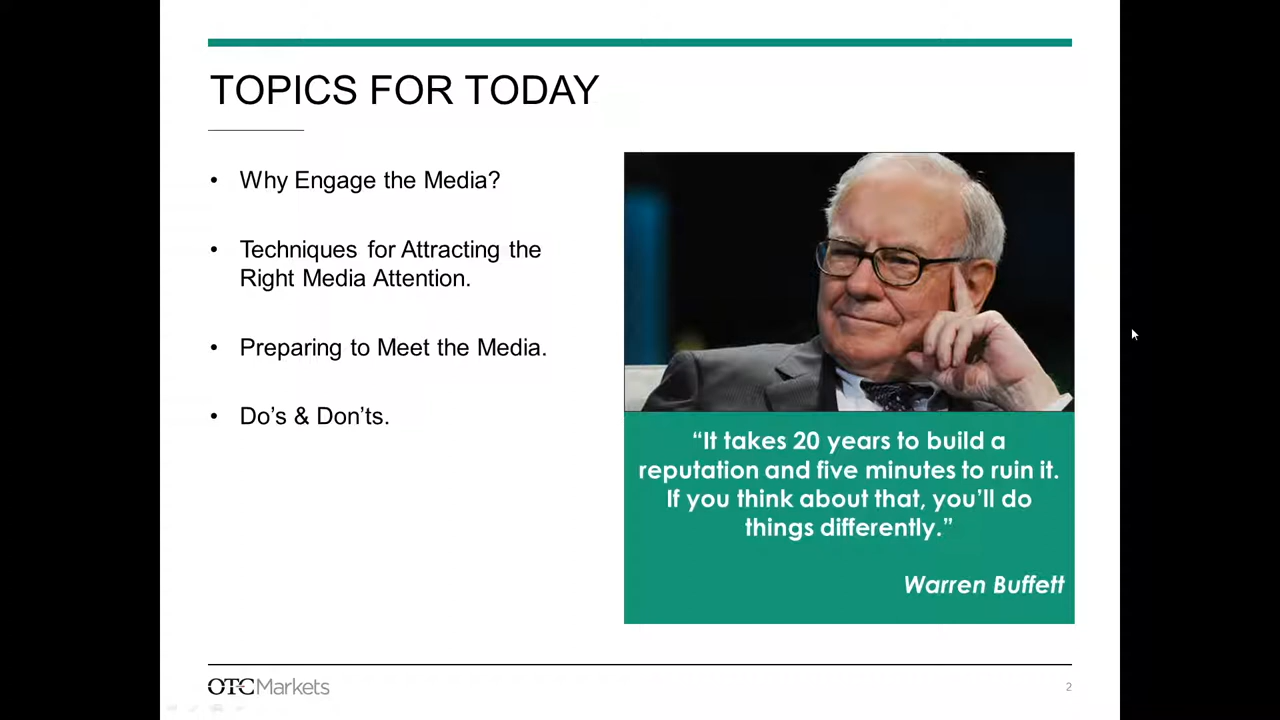 TOPICS FOR TODAY
• Why Engage the Media?
• Techniques for Attracting the
Right Media Attention.
• Preparing to Meet the Media.
• Do’s & Don’ts.
“It takes 20 years to build a
reputation and five minutes to ruin it.
If you think about that, you’ll do
things differently.”
Warren Buffett
OTCMarkets
2